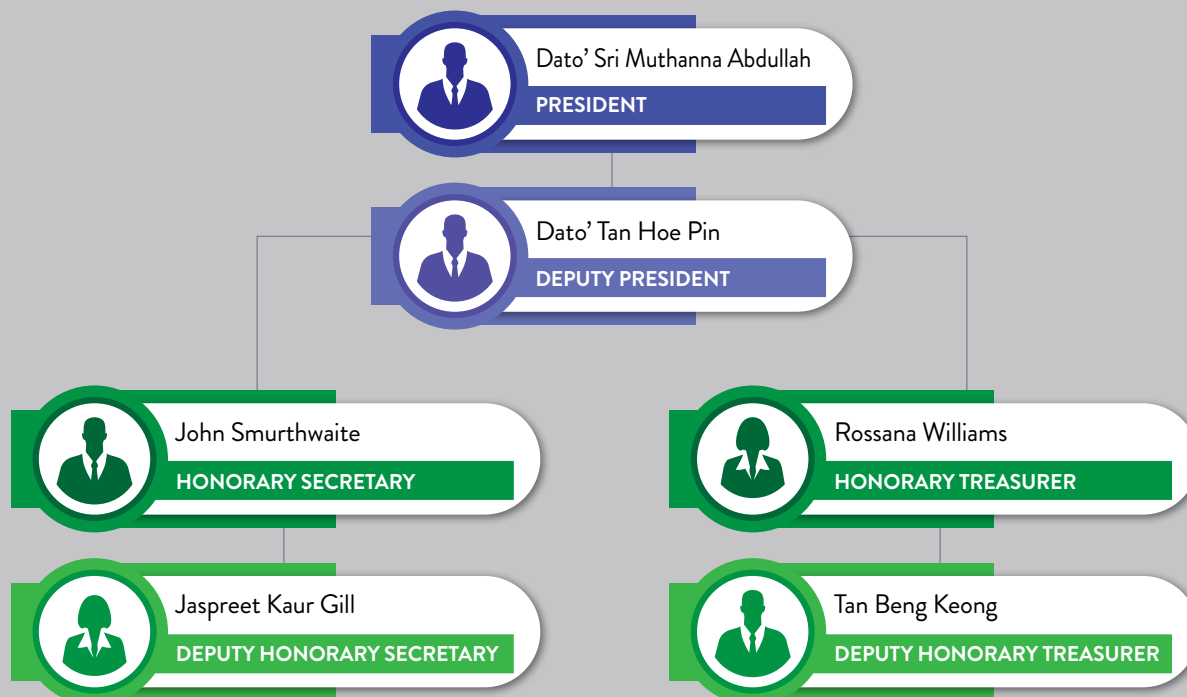 Dato’ Sri Muthanna Abdullah
PRESIDENT
Dato’ Tan Hoe Pin
DEPUTY PRESIDENT
John Smurthwaite
HONORARY SECRETARY
Rossana Williams
HONORARY TREASURER
Jaspreet Kaur Gill
DEPUTY HONORARY SECRETARY
Tan Beng Keong
DEPUTY HONORARY TREASURER